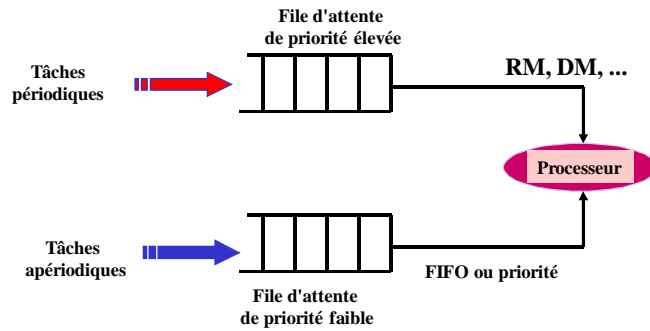 File d'attente
de priorité élevée
Tâches
périodiques
RM, DM, ...
Processeur
Tâches
apériodiques
FIFO ou priorité
File d'attente
de priorité faible